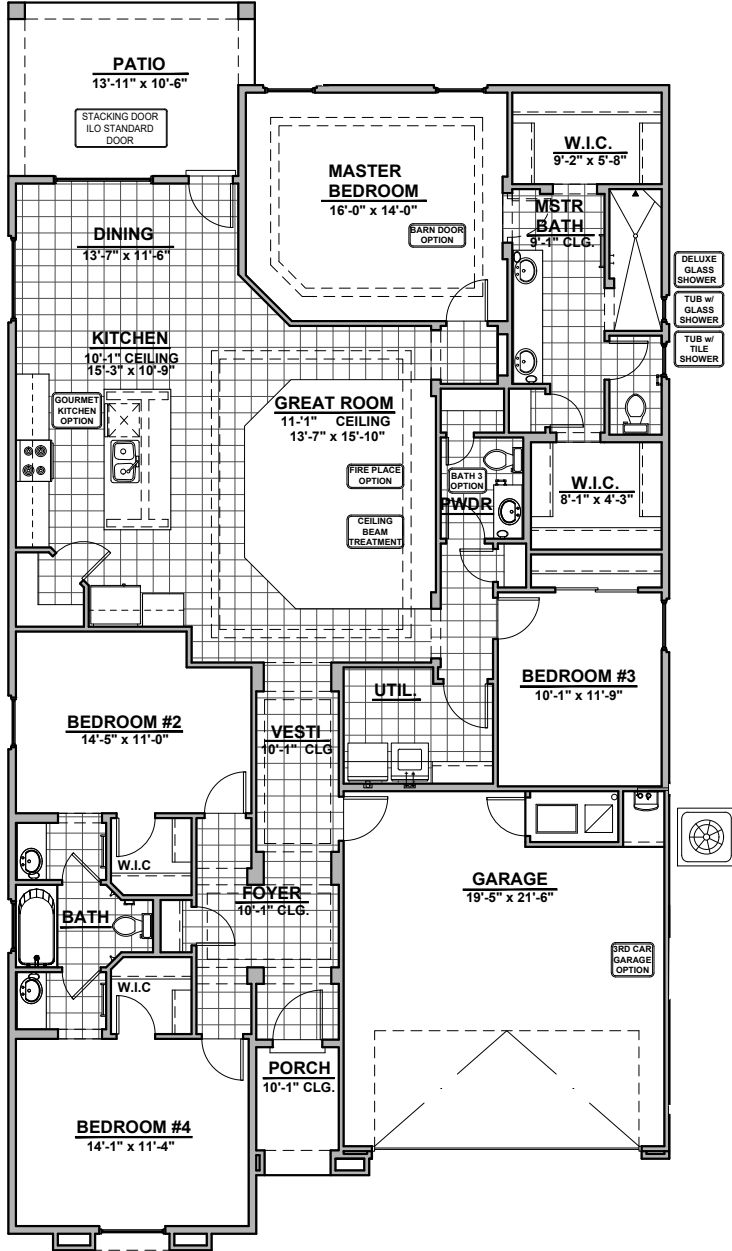 PATIO
13'-11" x 10'-6"
STACKING DOOR
ILO STANDARD
DOOR
W.I.C.
9'-2" x 5'-8"
MASTER
BEDROOM
16'-0" x 14'-0"
BARN DOOR
OPTION
MSTR
BATH
9'-1" CLG.
DINING
13'-7" x 11'-6"
DELUXE
GLASS
SHOWER
TUB w/
GLASS
SHOWER
TUB w/
TILE
SHOWER
KITCHEN
10'-1" CEILING
15'-3" x 10'-9"
GOURMET
KITCHEN
OPTION
GREAT ROOM
11-'1" CEILING
13'-7" x 15'-10"
FIRE PLACE
OPTION
CEILING
BEAM
TREATMENT
BATH 3
OPTION
PWDR
W.I.C.
8'-1" x 4'-3"
BEDROOM #3
10'-1" x 11'-9"
UTIL.
BEDROOM #2
14'-5" x 11'-0"
VESTI
10'-1" CLG
W.I.C
GARAGE
19'-5" x 21'-6"
FOYER
10'-1" CLG.
BATH
3RD CAR
GARAGE
OPTION
W.I.C
PORCH
10'-1" CLG.
BEDROOM #4
14'-1" x 11'-4"